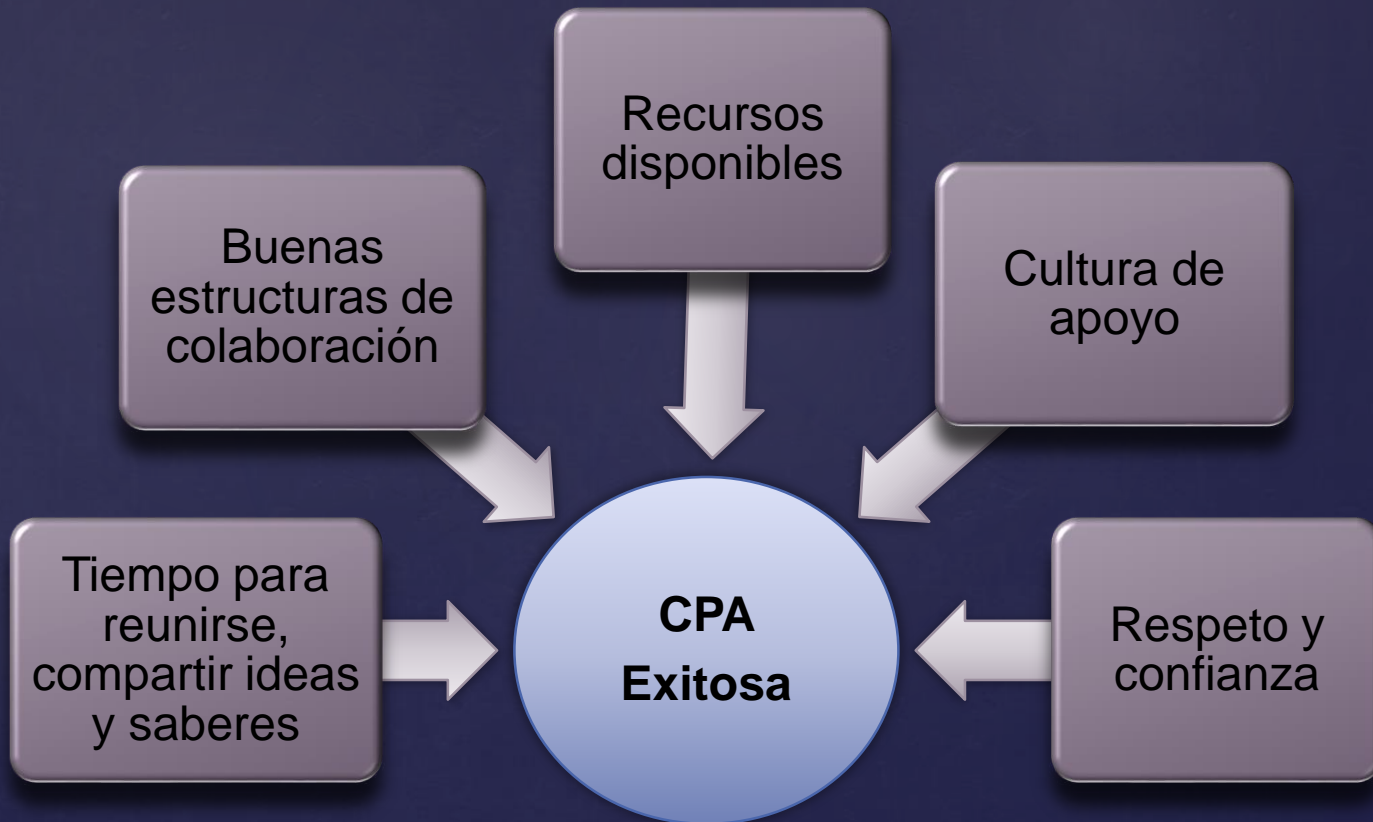 Recursos
disponibles
Buenas
estructuras de
colaboración
Cultura de
apoyo
Tiempo para
reunirse,
compartir ideas
y saberes
CPA
Exitosa
Respeto y
confianza